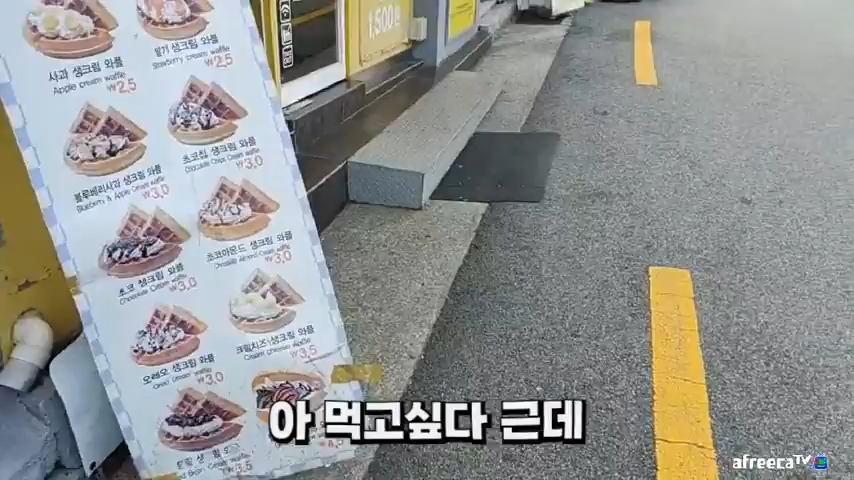 1,500원
사과 생크림 와플
Apple cream waffle
₩2.5
딸기 생크림 와플
Strawberry cream waffle
₩2.5
블루베리사과 생크림 와플
Blueberry & Apple Cream waffle
₩3.0
초코칩 생크림 와플
Chocolate Chips Cream waffle
₩3.0
초코 생크림 와플
Chocolate Cream waffle
₩3.0
초코아몬드 생크림 와플
Chocolate Almond Cream waffle
₩3.0
오레오 생크림 와플
Oreo Cream waffle
₩3.0
크림치즈 생크림 와플
Cream Cheese waffle
₩3.5
₩3.5
아 먹고싶다 근데
afreecaTV